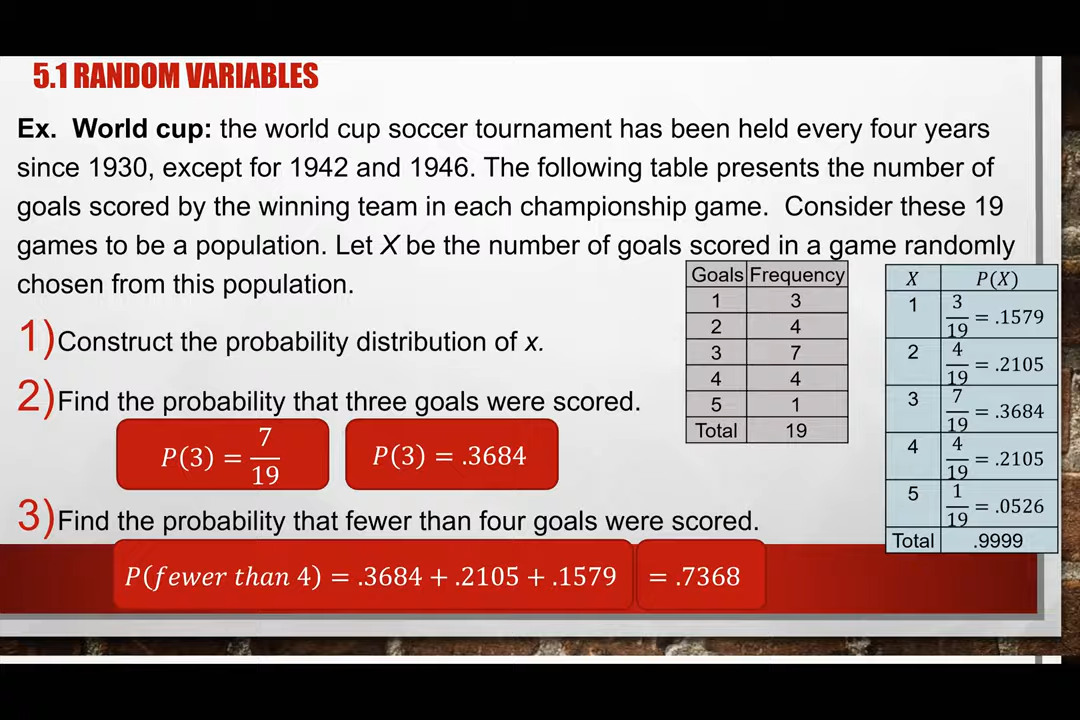 5.1 RANDOM VARIABLES
Ex. World cup: the world cup soccer tournament has been held every four years
since 1930, except for 1942 and 1946. The following table presents the number of
goals scored by the winning team in each championship game. Consider these 19
games to be a population. Let X be the number of goals scored in a game randomly
chosen from this population.
1) Construct the probability distribution of x.
2) Find the probability that three goals were scored.
P(3) = 7/19
P(3) = .3684
3) Find the probability that fewer than four goals were scored.
P(fewer than 4) = .3684 + .2105 + .1579 = .7368
Goals Frequency
1 3
2 4
3 7
4 4
5 1
Total 19
X P(X)
1 3/19 = .1579
2 4/19 = .2105
3 7/19 = .3684
4 4/19 = .2105
5 1/19 = .0526
Total .9999